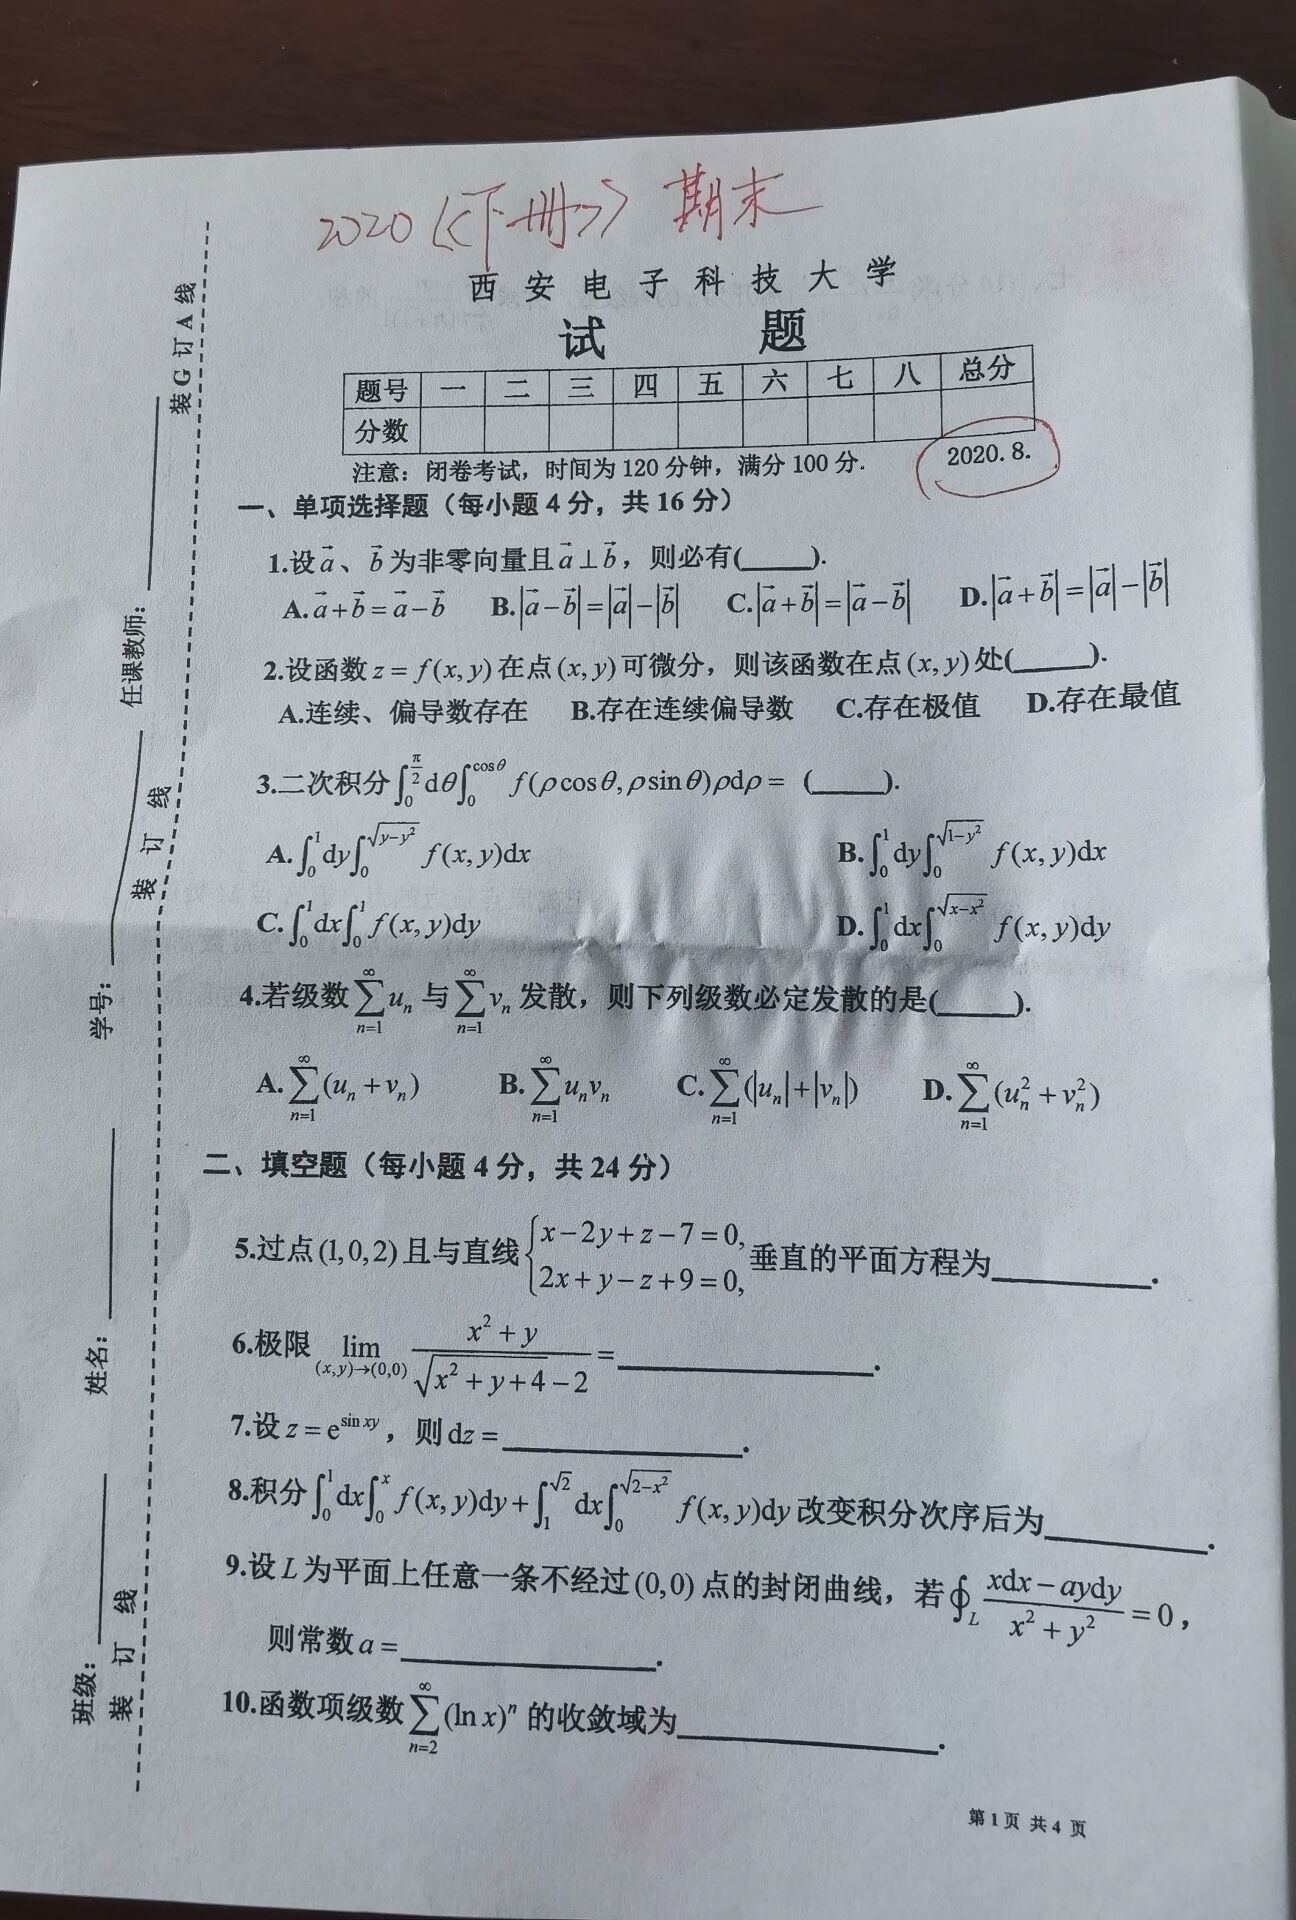 2020《下册》期末
西安电子科技大学
试 题
题号 一 二 三 四 五 六 七 八 总分
分数
注意：闭卷考试，时间为120分钟，满分100分. 2020.8.
一、单项选择题（每小题4分，共16分）
1.设$\vec{a}$、$\vec{b}$为非零向量且$\vec{a}\perp\vec{b}$，则必有(____).
A.$\vec{a}+\vec{b}=\vec{a}-\vec{b}$ B.$|\vec{a}-\vec{b}|=|\vec{a}|-|\vec{b}|$ C.$|\vec{a}+\vec{b}|=|\vec{a}-\vec{b}|$ D.$|\vec{a}+\vec{b}|=|\vec{a}|-|\vec{b}|$
2.设函数$z=f(x,y)$在点$(x,y)$可微分，则该函数在点$(x,y)$处(____).
A.连续、偏导数存在 B.存在连续偏导数 C.存在极值 D.存在最值
3.二次积分$\int_0^{\frac{\pi}{2}}d\theta\int_0^{\cos\theta}f(\rho\cos\theta,\rho\sin\theta)\rho d\rho=$ (____).
A.$\int_0^1dy\int_0^{\sqrt{y-y^2}}f(x,y)dx$ B.$\int_0^1dy\int_0^{\sqrt{1-y^2}}f(x,y)dx$
C.$\int_0^1dx\int_0^1f(x,y)dy$ D.$\int_0^1dx\int_0^{\sqrt{x-x^2}}f(x,y)dy$
4.若级数$\sum_{n=1}^{\infty}u_n$与$\sum_{n=1}^{\infty}v_n$发散，则下列级数必定发散的是(____).
A.$\sum_{n=1}^{\infty}(u_n+v_n)$ B.$\sum_{n=1}^{\infty}u_nv_n$ C.$\sum_{n=1}^{\infty}(|u_n|+|v_n|)$ D.$\sum_{n=1}^{\infty}(u_n^2+v_n^2)$
二、填空题（每小题4分，共24分）
5.过点$(1,0,2)$且与直线$\begin{cases}x-2y+z-7=0,\\2x+y-z+9=0,\end{cases}$垂直的平面方程为____.
6.极限$\lim_{(x,y)\to(0,0)}\frac{x^2+y}{\sqrt{x^2+y+4}-2}=$____.
7.设$z=e^{\sin xy}$，则$dz=$____.
8.积分$\int_0^1dx\int_0^xf(x,y)dy+\int_1^{\sqrt{2}}dx\int_0^{\sqrt{2-x^2}}f(x,y)dy$改变积分次序后为____.
9.设$L$为平面上任意一条不经过$(0,0)$点的封闭曲线，若$\oint_L\frac{xdx-aydy}{x^2+y^2}=0$，
则常数$a=$____.
10.函数项级数$\sum_{n=2}^{\infty}(\ln x)^n$的收敛域为____.
第1页 共4页
装G订A线
任课教师：
装 订 线
学号：
姓名：
班级：
装 订 线